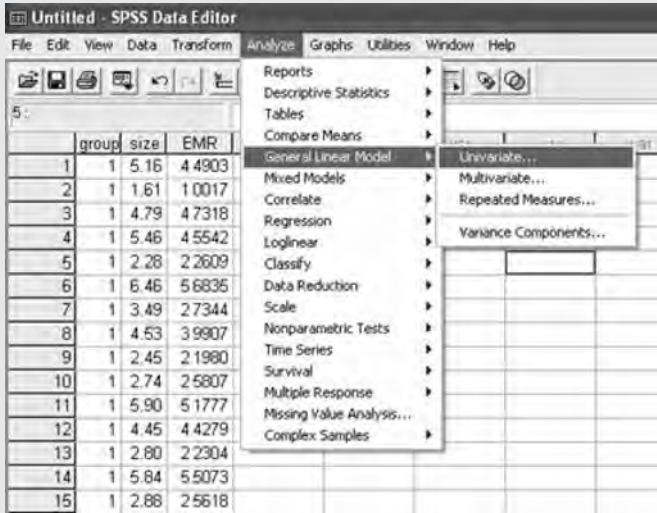 Untitled - SPSS Data Editor
File Edit View Data Transform Analyze Graphs Utilities Window Help
5 :
Reports
Descriptive Statistics
Tables
Compare Means
General Linear Model
Mixed Models
Correlate
Regression
Loglinear
Classify
Data Reduction
Scale
Nonparametric Tests
Time Series
Survival
Multiple Response
Missing Value Analysis...
Complex Samples
Univariate...
Multivariate...
Repeated Measures...
Variance Components...
group size EMR
1 1 5.16 4.4903
2 1 1.61 1.0017
3 1 4.79 4.7318
4 1 5.46 4.5542
5 1 2.28 2.2609
6 1 6.46 5.6835
7 1 3.49 2.7344
8 1 4.53 3.9907
9 1 2.45 2.1980
10 1 2.74 2.5807
11 1 5.90 5.1777
12 1 4.45 4.4279
13 1 2.80 2.2304
14 1 5.84 5.5073
15 1 2.88 2.5618